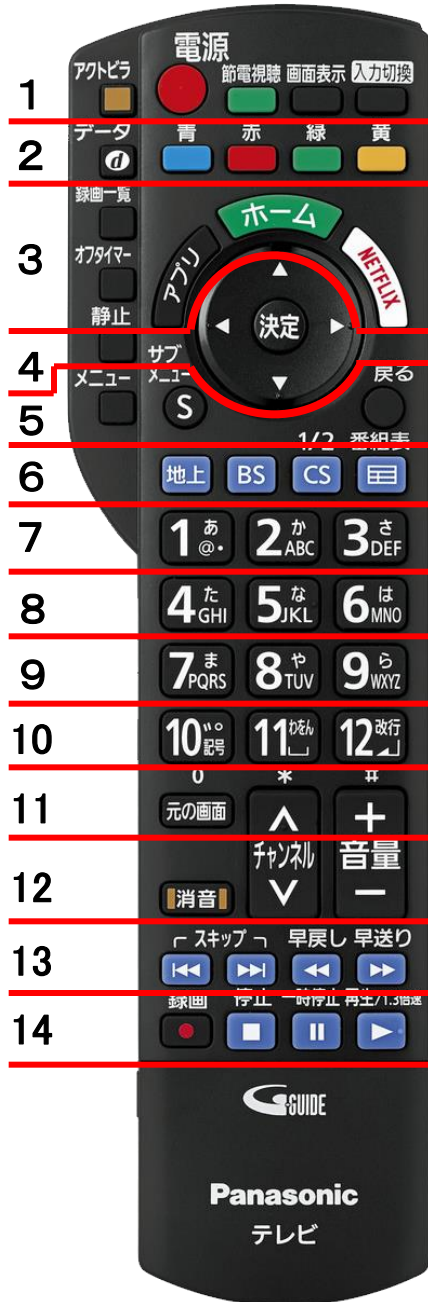 電源
アクトビラ 節電視聴 画面表示 入力切換
1
データ 青 赤 緑 黄
2 d
録画一覧
ホーム
3 アプリ NETFLIX
オフタイマー
静止 決定
4 サブメニュー 戻る
メニュー
5 S
1/2 番組表
6 地上 BS CS
7 1 あ @. 2 か ABC 3 さ DEF
8 4 た GHI 5 な JKL 6 は MNO
9 7 ま PQRS 8 や TUV 9 ら WXYZ
10 10 ゛゜ 記号 11 わをん 12 改行
0 * #
11 元の画面 +
チャンネル 音量
12 消音 −
スキップ 早戻し 早送り
13
録画 停止 一時停止 再生/1.3倍速
14
G-GUIDE
Panasonic
テレビ